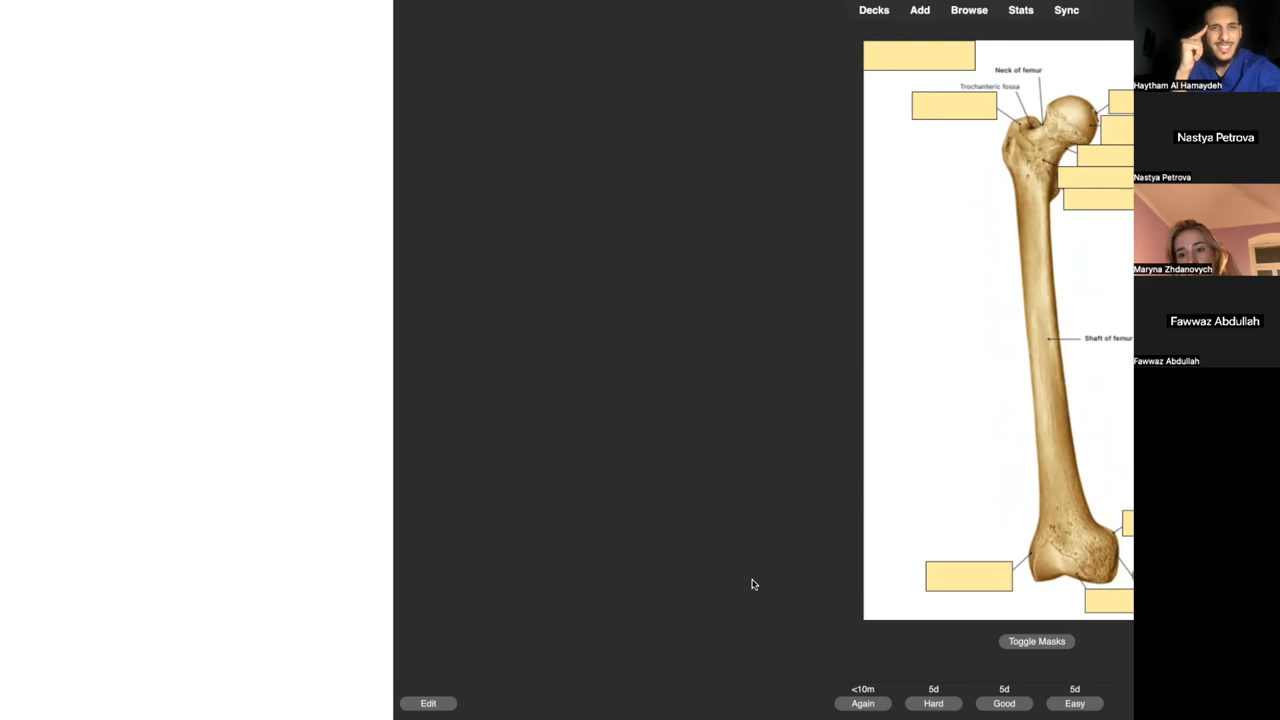 Decks Add Browse Stats Sync
Neck of femur
Trochanteric fossa
Shaft of femur
Toggle Masks
<10m 5d 5d 5d
Edit Again Hard Good Easy
Haytham Al Hamaydeh
Nastya Petrova
Nastya Petrova
Maryna Zhdanovych
Fawwaz Abdullah
Fawwaz Abdullah